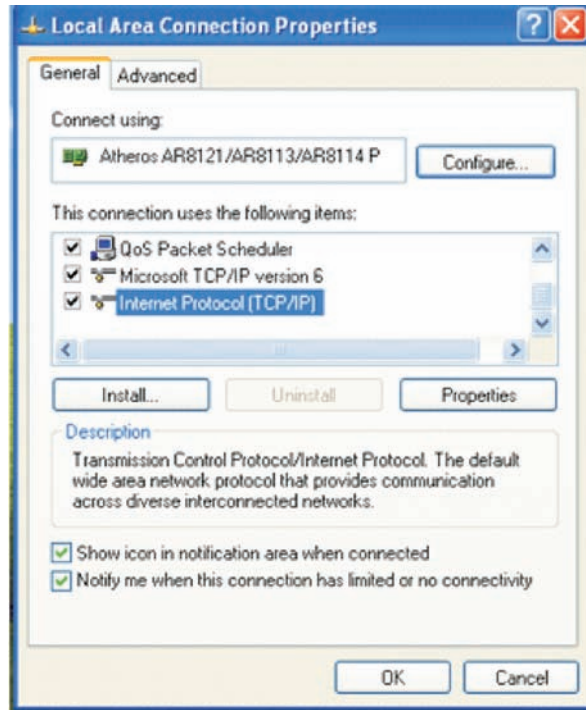 Local Area Connection Properties
General Advanced
Connect using:
Atheros AR8121/AR8113/AR8114 P
Configure...
This connection uses the following items:
QoS Packet Scheduler
Microsoft TCP/IP version 6
Internet Protocol (TCP/IP)
Install... Uninstall Properties
Description
Transmission Control Protocol/Internet Protocol. The default
wide area network protocol that provides communication
across diverse interconnected networks.
Show icon in notification area when connected
Notify me when this connection has limited or no connectivity
OK Cancel